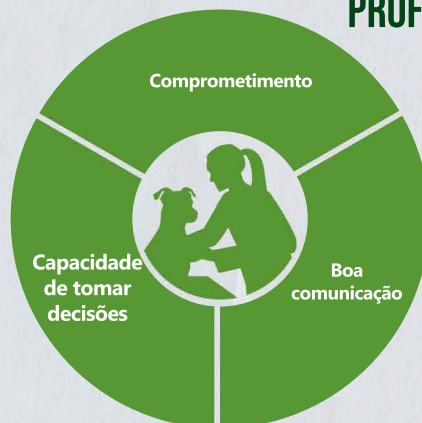 PROF
Comprometimento
Capacidade
de tomar
decisões
Boa
comunicação